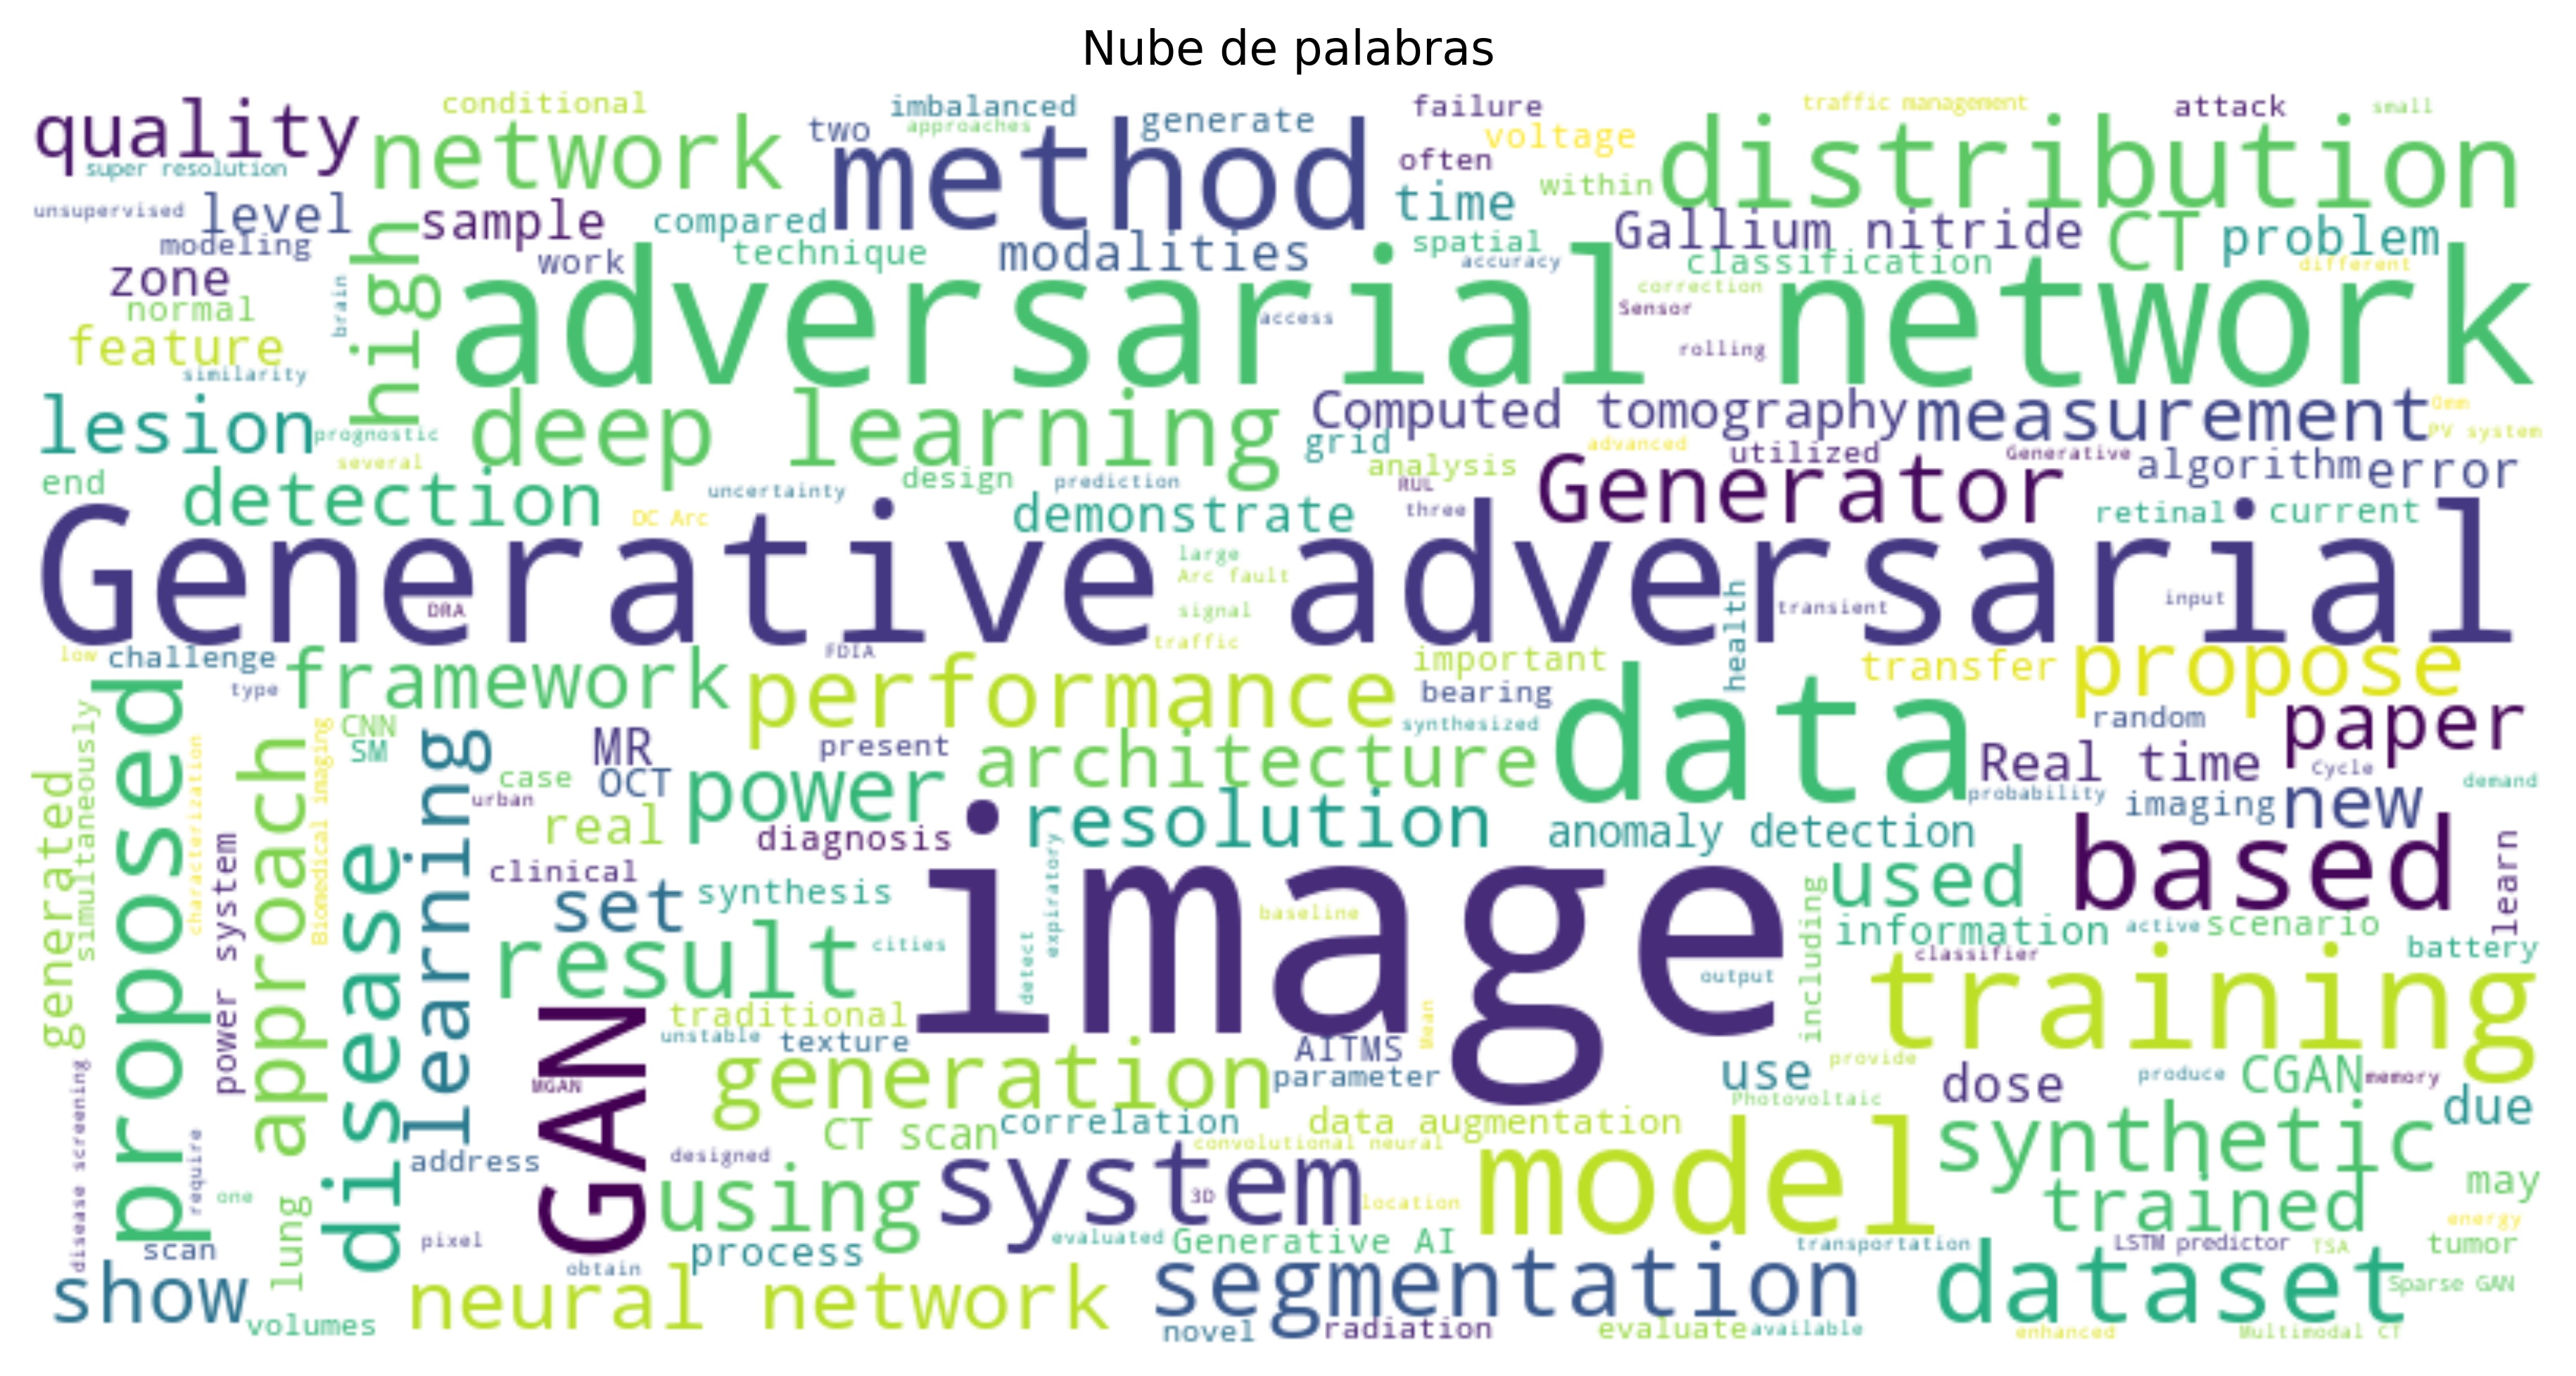 Nube de palabras
quality
conditional
network
super resolution
imbalanced
approaches
two
method
generate
failure
voltage
often
time
within
traffic management
distribution
attack
small
unsupervised
level
modeling
high
sample
work
compared
technique
modalities
spatial
accuracy
Gallium nitride
classification
CT
problem
different
zone
normal
brain
feature
similarity
adversarial network
access
correction
Sensor
rolling
lesion
prognostic
several
deep learning
Computed tomography
measurement
0mm
PV system
grid
advanced
utilized
Generative
algorithm
error
end
detection
uncertainty
design
prediction
analysis
RUL
three
Generator
DC Arc
demonstrate
retinal
current
Generative adversarial
large
Arc fault
signal
traffic
DRA
FDIA
health
transient
input
low
challenge
type
framework
performance
important
bearing
synthesized
data
transfer
propose
random
paper
proposed
simultaneously
generated
characterization
power system
approach
Biomedical imaging
CNN
SM
disease
learning
MR
OCT
case
urban
real
present
power
diagnosis
architecture
resolution
Real time
Cycle
demand
probability
imaging
new
anomaly detection
clinical
set
synthesis
result
cities
expiratory
detect
image
baseline
output
used
based
learn
information
active
scenario
classifier
battery
including
training
GAN
MGAN
traditional
unstable
texture
generation
AITMS
Mean
parameter
use
provide
Photovoltaic
dose
produce
CGAN
memory
due
disease screening
require
one
lung
address
designed
CT scan
correlation
data augmentation
convolutional neural
using
system
3D
location
model
synthetic
trained
may
energy
scan
pixel
process
obtain
evaluated
Generative AI
transportation
LSTM predictor
TSA
tumor
show
volumes
neural network
segmentation
novel
radiation
evaluate
available
dataset
Sparse GAN
enhanced
Multimodal CT